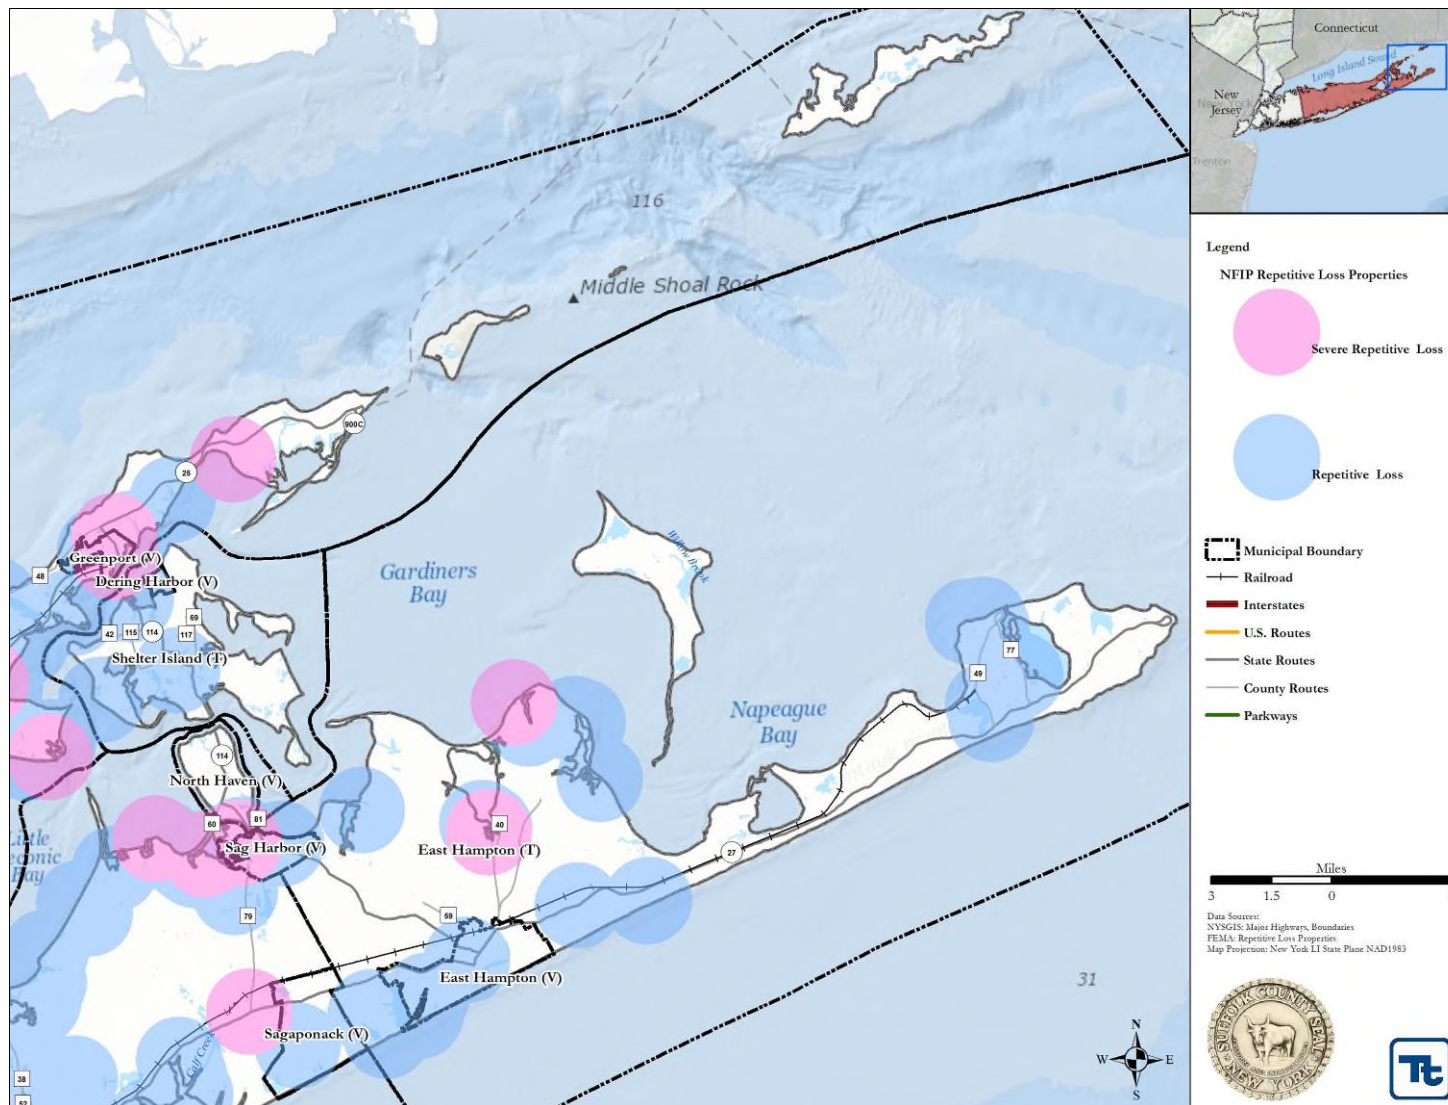 Connecticut
Long Island Sound
New
Jersey
New York
Trenton
116
Middle Shoal Rock
900C
25
Greenport (V)
48
Dering Harbor (V)
Gardiners
Bay
Willow Brook
69
42
115
114
117
Shelter Island (T)
77
49
Napeague
Bay
114
North Haven (V)
60
81
Sag Harbor (V)
40
East Hampton (T)
27
79
59
East Hampton (V)
31
Sagaponack (V)
38
52
Legend
NFIP Repetitive Loss Properties
Severe Repetitive Loss
Repetitive Loss
Municipal Boundary
Railroad
Interstates
U.S. Routes
State Routes
County Routes
Parkways
Miles
3 1.5 0
Data Sources:
NYSGIS: Major Highways, Boundaries
FEMA: Repetitive Loss Properties
Map Projection: New York LI State Plane NAD1983
N
W E
S
SUFFOLK COUNTY SEAL
NEW YORK
Tt